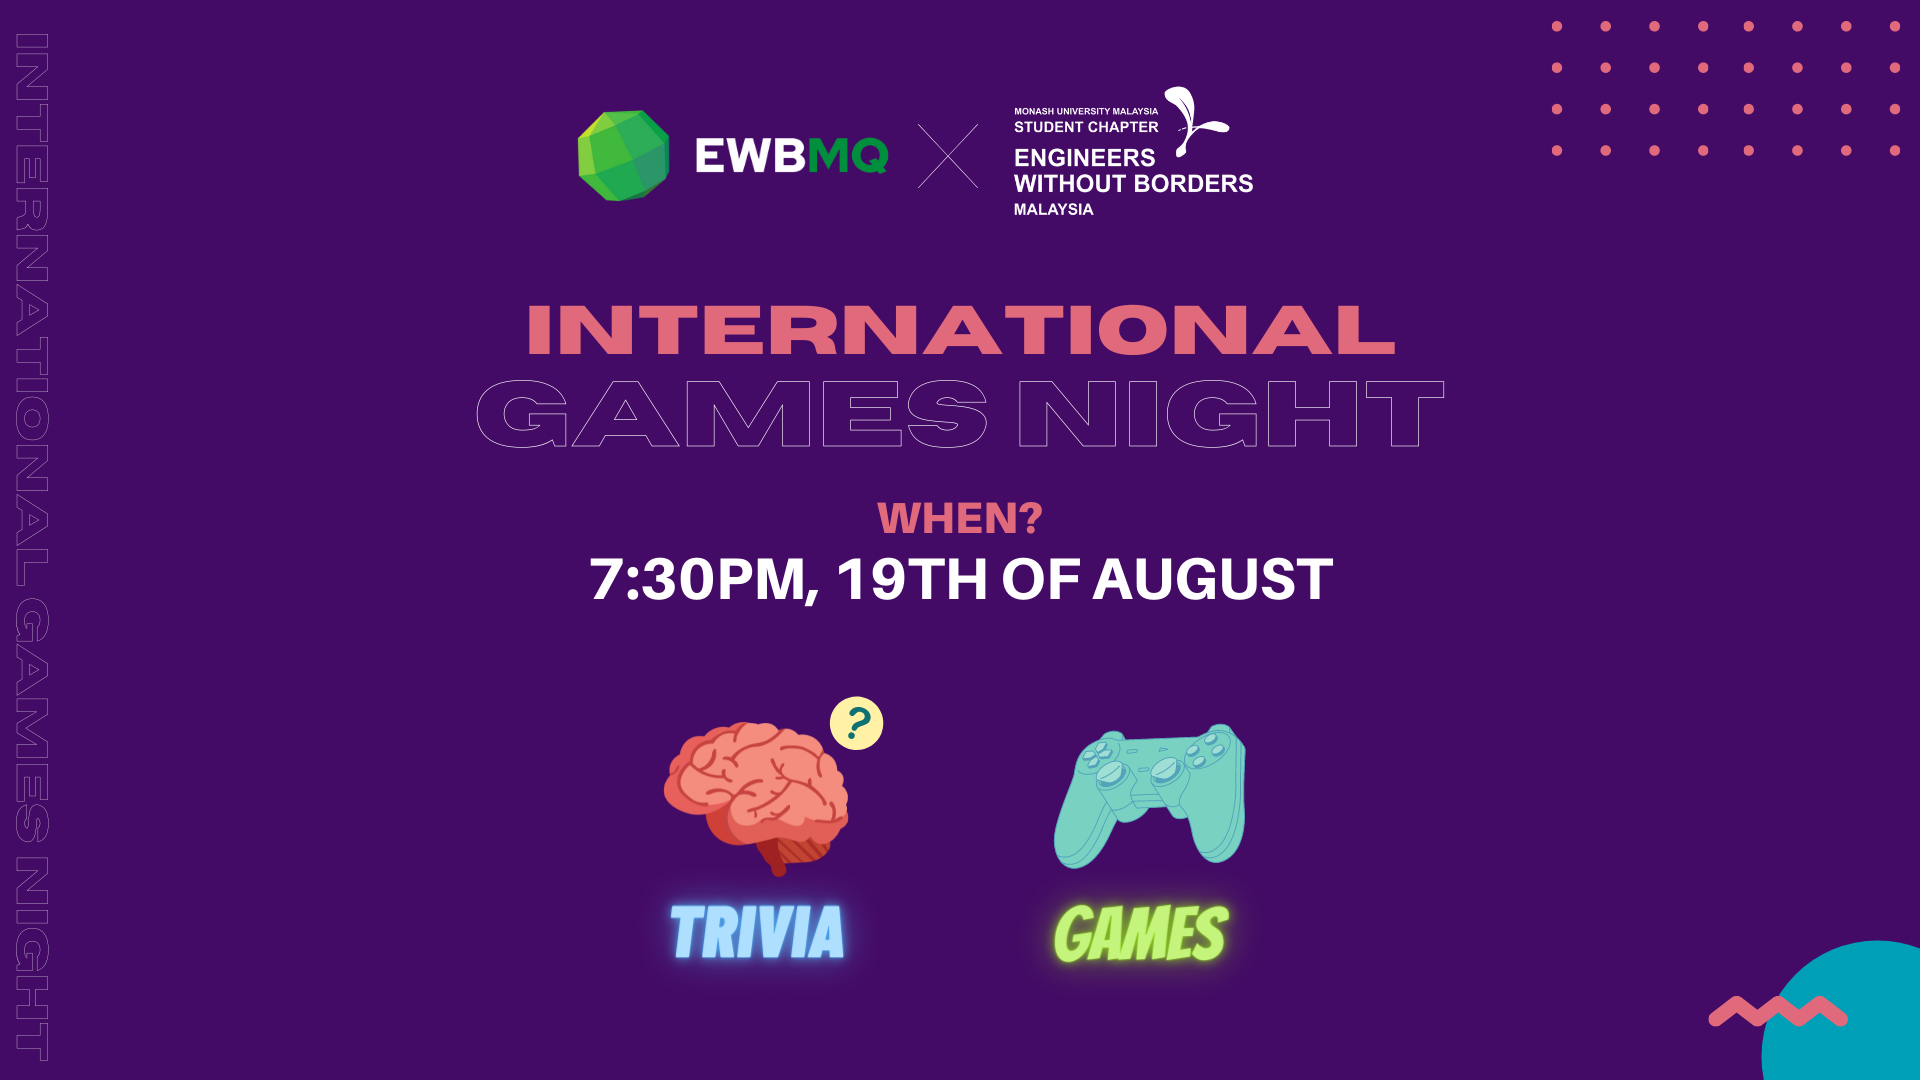 INTERNATIONAL GAMES NIGHT
EWBMQ
MONASH UNIVERSITY MALAYSIA
STUDENT CHAPTER
ENGINEERS
WITHOUT BORDERS
MALAYSIA
INTERNATIONAL
GAMES NIGHT
WHEN?
7:30PM, 19TH OF AUGUST
?
TRIVIA
GAMES